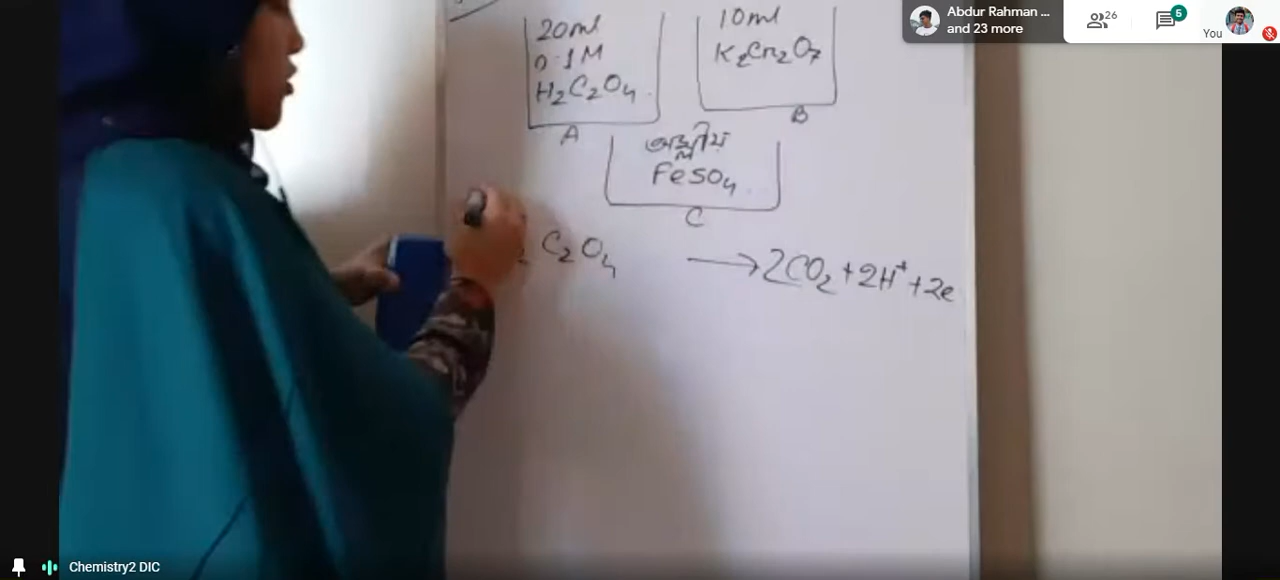 Abdur Rahman ...
and 23 more
26
5
You
20ml
0.1M
H₂C₂O₄
A
10ml
K₂Cr₂O₇
B
অম্লীয়
FeSO₄
C
₂C₂O₄ ⟶ 2CO₂ + 2H⁺ + 2e
Chemistry2 DIC